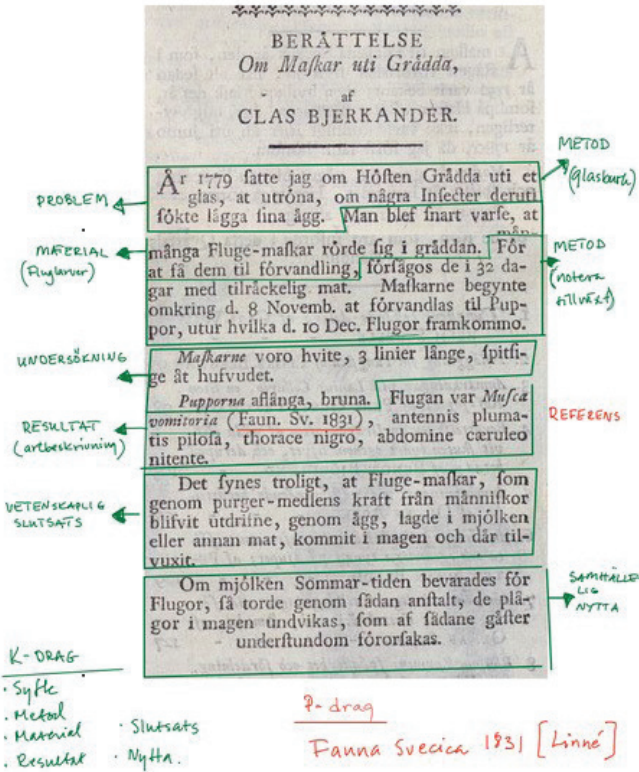 BERÄTTELSE
Om Maſkar uti Grädda,
af
CLAS BJERKANDER.
År 1779 ſatte jag om Höſten Grädda uti et
glas, at utröna, om några Inſecter deruti
ſökte lägga ſina ägg. Man blef ſnart varſe, at
mån-
många Fluge-maſkar rörde ſig i gräddan. För
at få dem til förvandling, förſågos de i 32 da-
gar med tilräckelig mat. Maſkarne begynte
omkring d. 8 Novemb. at förvandlas til Pup-
por, utur hvilka d. 10 Dec. Flugor framkommo.
Maſkarne voro hvite, 3 linier långe, ſpitſi-
ge åt hufvudet.
Pupporna aflånga, bruna. Flugan var Muſca
vomitoria (Faun. Sv. 1831), antennis pluma-
tis piloſa, thorace nigro, abdomine cæruleo
nitente.
Det ſynes troligt, at Fluge-maſkar, ſom
genom purger-medlens kraft från människor
blifvit utdrifne, genom ägg, lagde i mjölken
eller annan mat, kommit i magen och där til-
vuxit.
Om mjölken Sommar-tiden bevarades för
Flugor, ſå torde genom ſådan anſtalt, de plå-
gor i magen undvikas, ſom af ſådane gäſter
underſtundom förorſakas.
PROBLEM
MATERIAL
(Fluglarver)
UNDERSÖKNING
RESULTAT
(artbeskrivning)
VETENSKAPLIG
SLUTSATS
METOD
(glasburk)
METOD
(notera
tillväxt)
REFERENS
SAMHÄLLE
LIG
NYTTA
K-DRAG
· Syfte
· Metod
· Material
· Resultat
· Slutsats
· Nytta.
P-drag
Fauna Svecica 1831 [Linné]